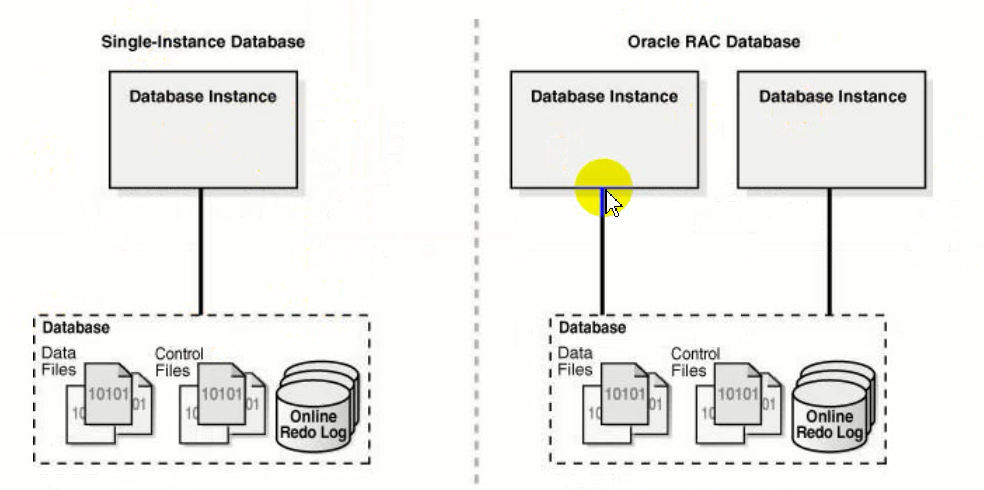 Single-Instance Database
Database Instance
Database
Data
Files
Control
Files
10101
10
01
10101
10
01
Online
Redo Log
Oracle RAC Database
Database Instance
Database Instance
Database
Data
Files
Control
Files
10101
10
01
10101
10
01
Online
Redo Log